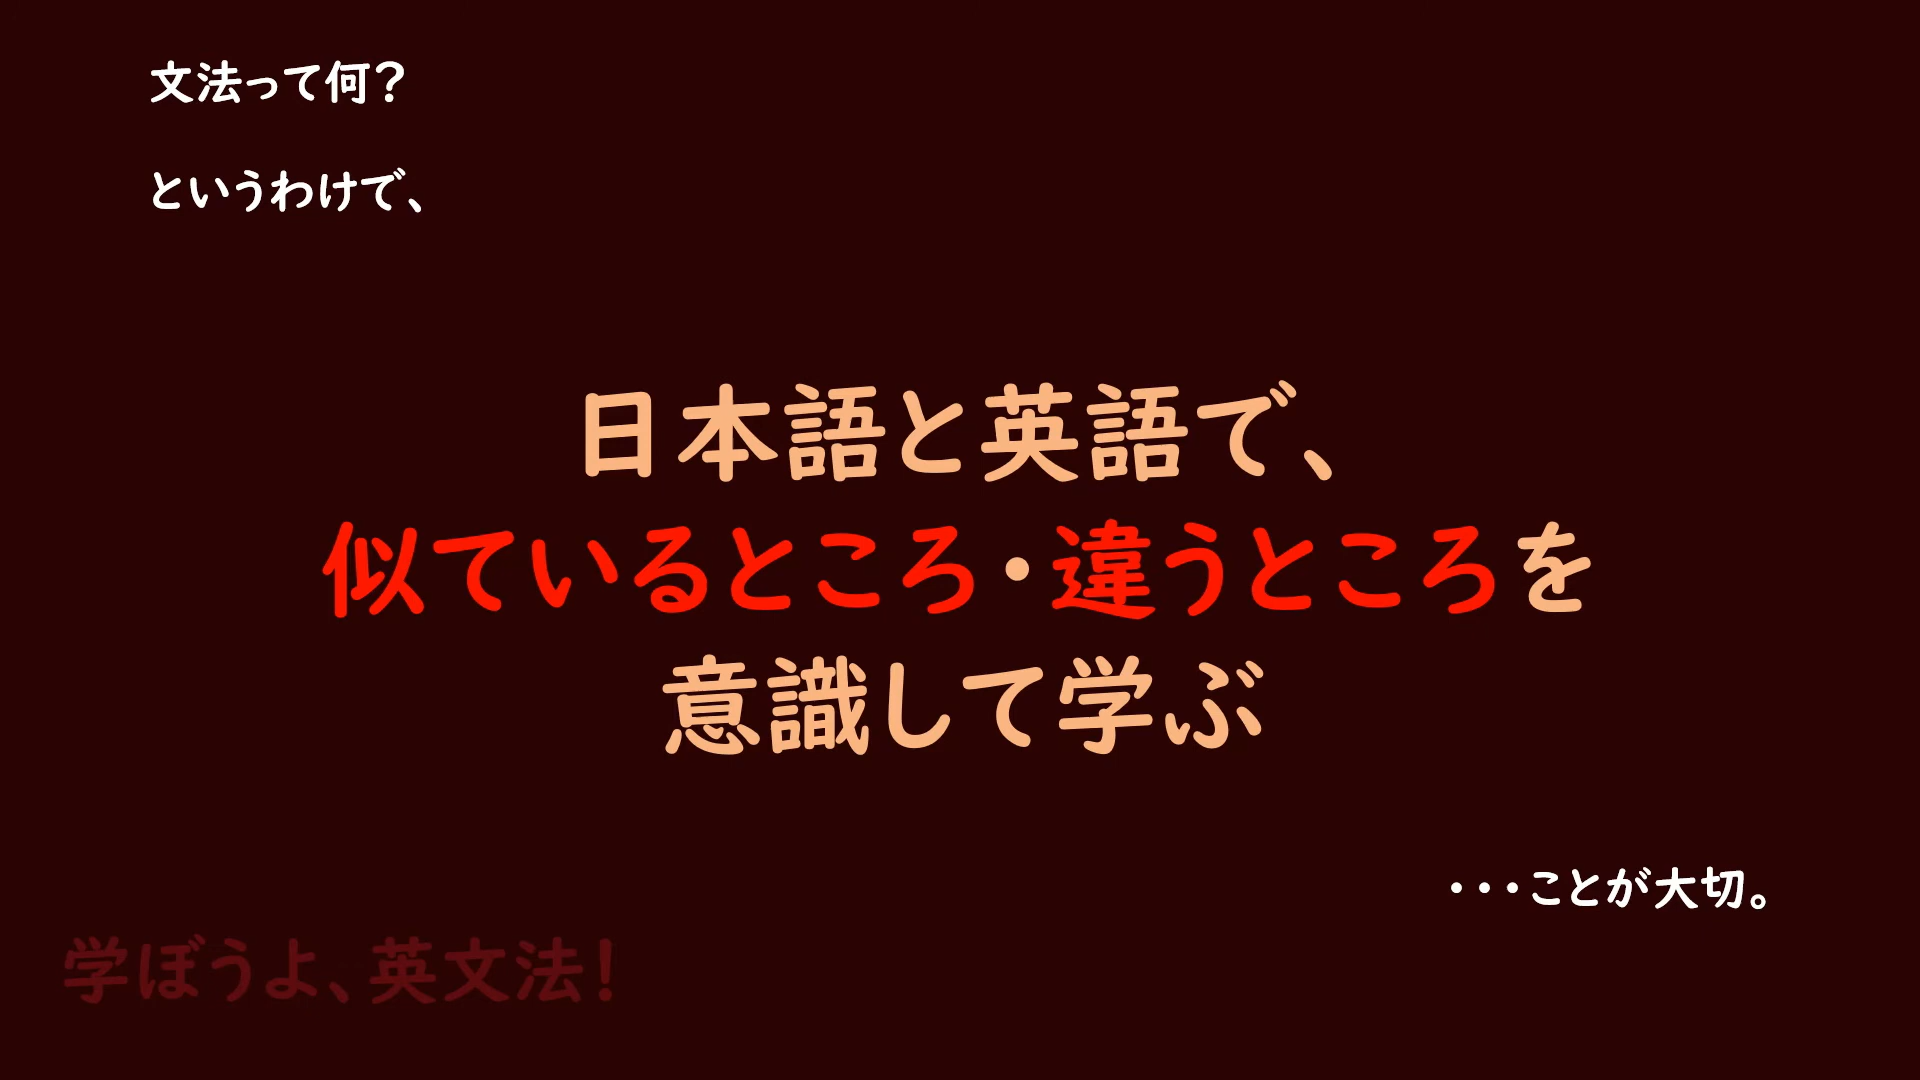 文法って何？
というわけで、
日本語と英語で、
似ているところ・違うところを
意識して学ぶ
・・・ことが大切。
学ぼうよ、英文法！